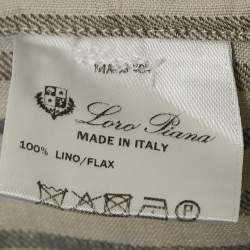 Loro Piana
MADE IN ITALY
100% LINO/FLAX
P